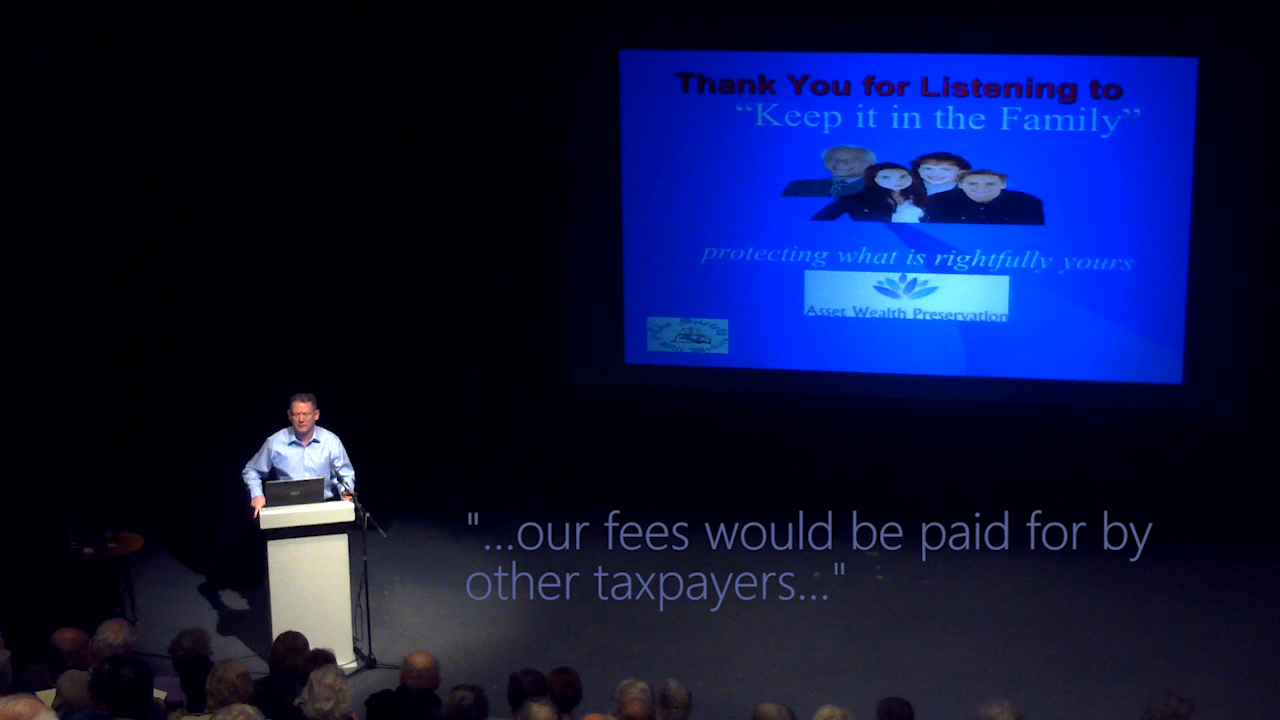 Thank You for Listening to
“Keep it in the Family”
protecting what is rightfully yours
Asset Wealth Preservation
"...our fees would be paid for by
other taxpayers..."